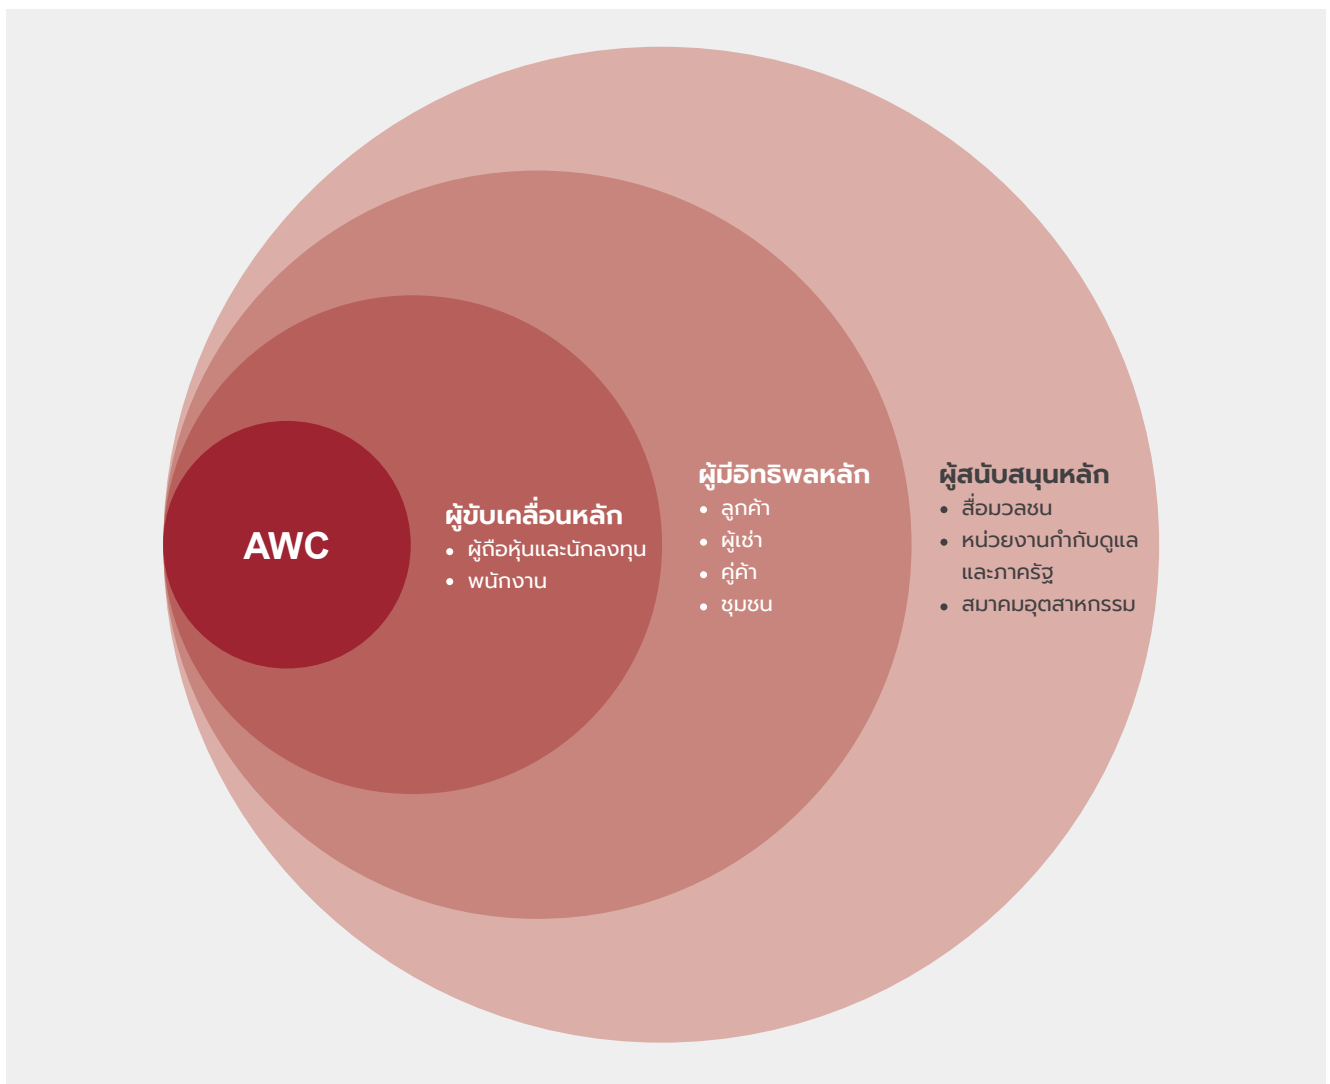 AWC
ผู้ขับเคลื่อนหลัก
• ผู้ถือหุ้นและนักลงทุน
• พนักงาน
ผู้มีอิทธิพลหลัก
• ลูกค้า
• ผู้เช่า
• คู่ค้า
• ชุมชน
ผู้สนับสนุนหลัก
• สื่อมวลชน
• หน่วยงานกำกับดูแล
และภาครัฐ
• สมาคมอุตสาหกรรม